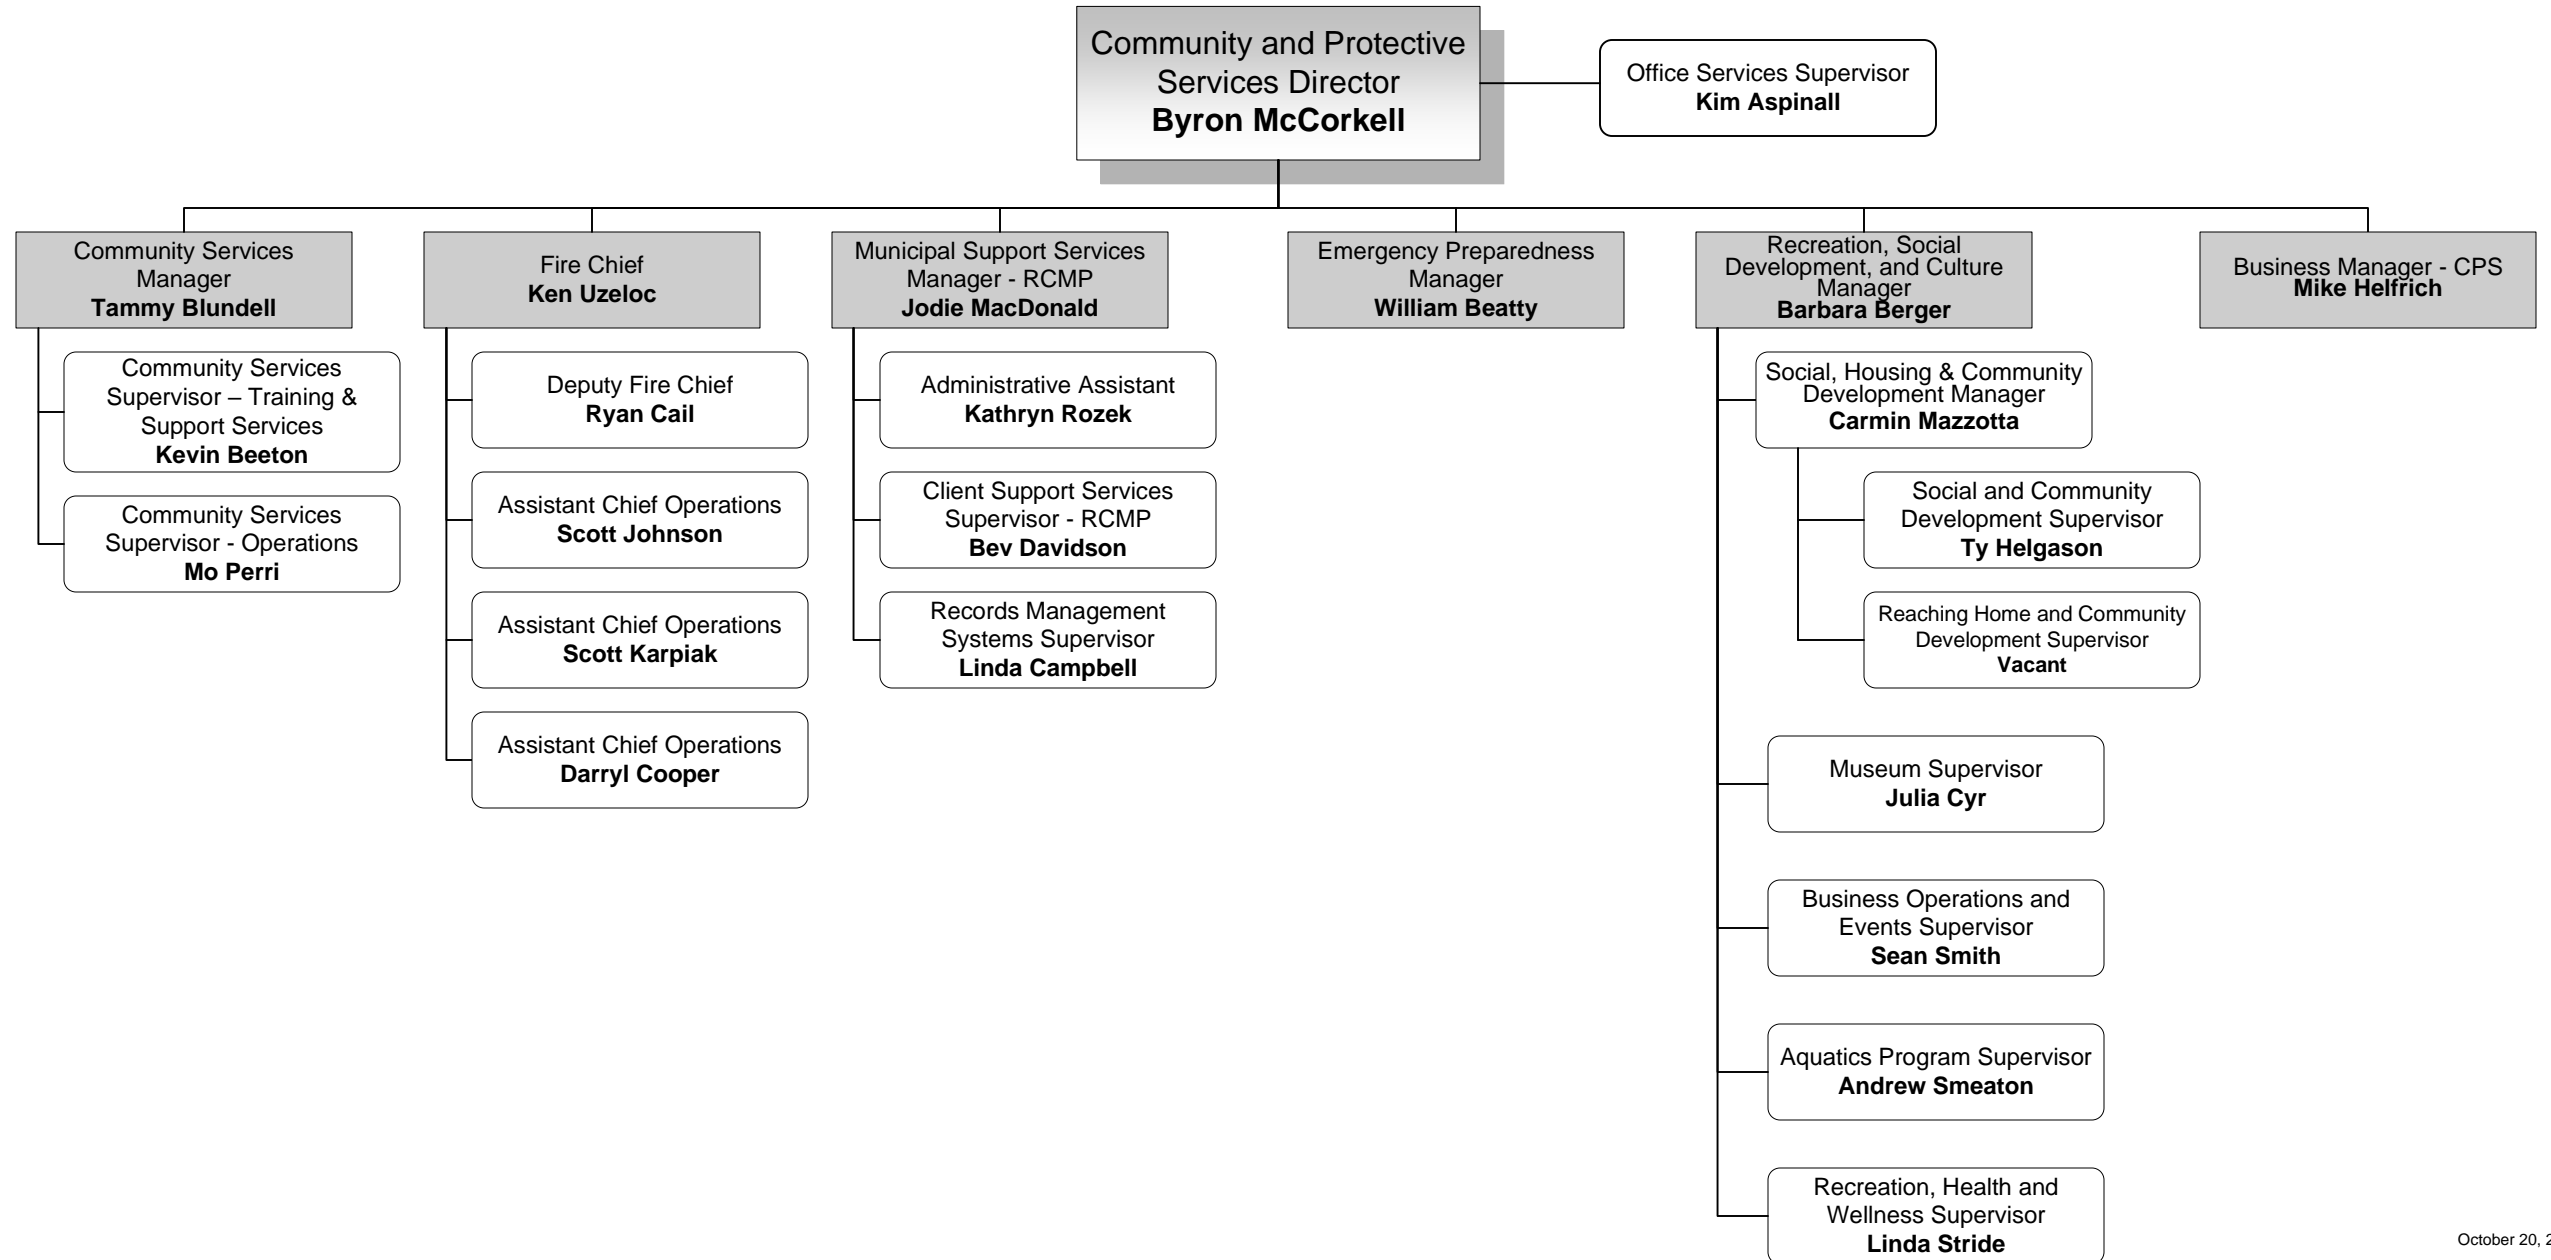 Community and Protective
Services Director
Byron McCorkell
Office Services Supervisor
Kim Aspinall
Community Services
Manager
Tammy Blundell
Fire Chief
Ken Uzeloc
Municipal Support Services
Manager - RCMP
Jodie MacDonald
Emergency Preparedness
Manager
William Beatty
Recreation, Social
Development, and Culture
Manager
Barbara Berger
Business Manager - CPS
Mike Helfrich
Community Services
Supervisor – Training &
Support Services
Kevin Beeton
Community Services
Supervisor - Operations
Mo Perri
Deputy Fire Chief
Ryan Cail
Assistant Chief Operations
Scott Johnson
Assistant Chief Operations
Scott Karpiak
Assistant Chief Operations
Darryl Cooper
Administrative Assistant
Kathryn Rozek
Client Support Services
Supervisor - RCMP
Bev Davidson
Records Management
Systems Supervisor
Linda Campbell
Social, Housing & Community
Development Manager
Carmin Mazzotta
Social and Community
Development Supervisor
Ty Helgason
Reaching Home and Community
Development Supervisor
Vacant
Museum Supervisor
Julia Cyr
Business Operations and
Events Supervisor
Sean Smith
Aquatics Program Supervisor
Andrew Smeaton
Recreation, Health and
Wellness Supervisor
Linda Stride
October 20,